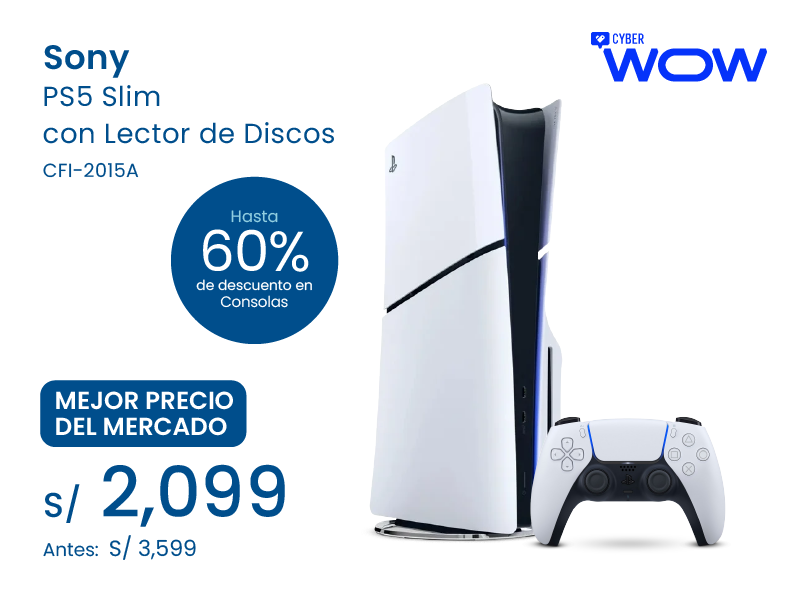 Sony
PS5 Slim
con Lector de Discos
CFI-2015A
CYBER
WOW
Hasta
60%
de descuento en
Consolas
MEJOR PRECIO
DEL MERCADO
S/ 2,099
Antes: S/ 3,599